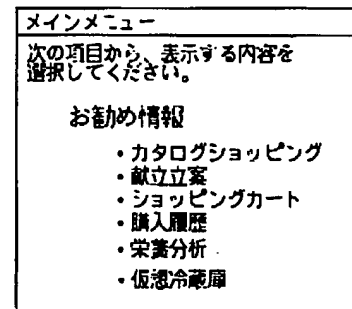 メインメニュー
次の項目から、表示する内容を
選択してください。
お勧め情報
・カタログショッピング
・献立立案
・ショッピングカート
・購入履歴
・栄養分析
・仮想冷蔵庫